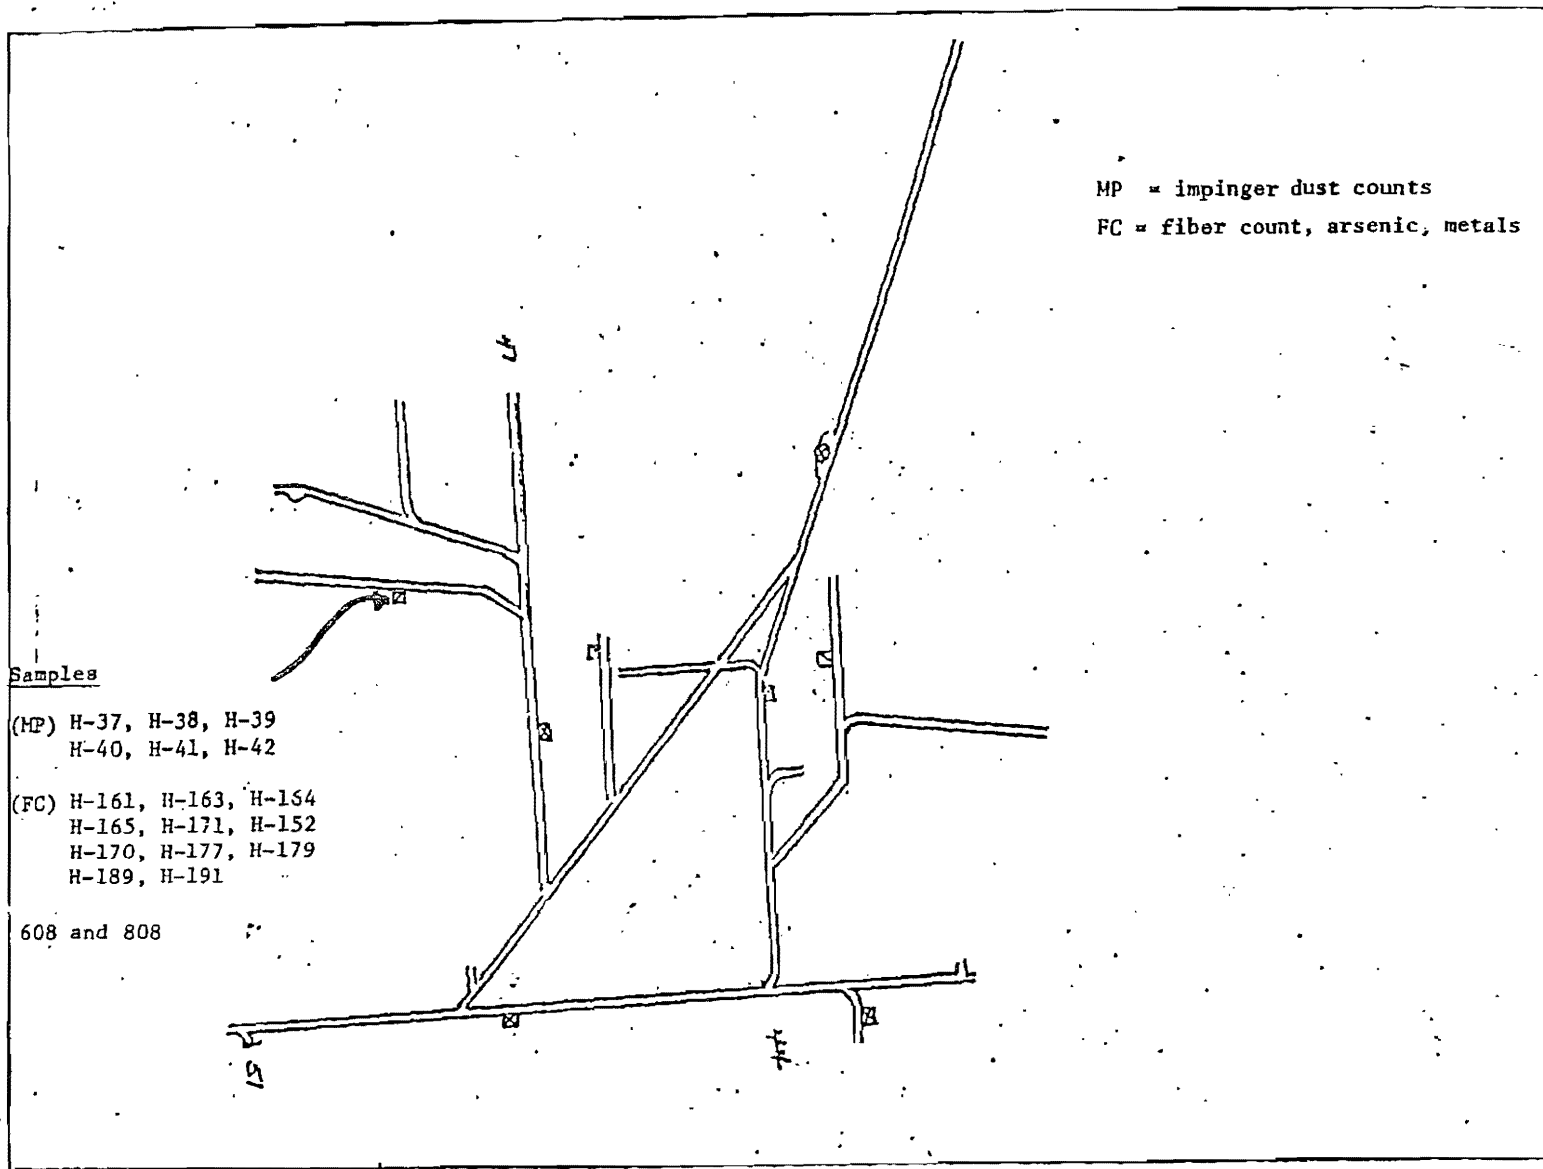 MP = impinger dust counts
FC = fiber count, arsenic, metals
Samples
(MP) H-37, H-38, H-39
H-40, H-41, H-42
(FC) H-161, H-163, H-164
H-165, H-171, H-152
H-170, H-177, H-179
H-189, H-191
608 and 808
51